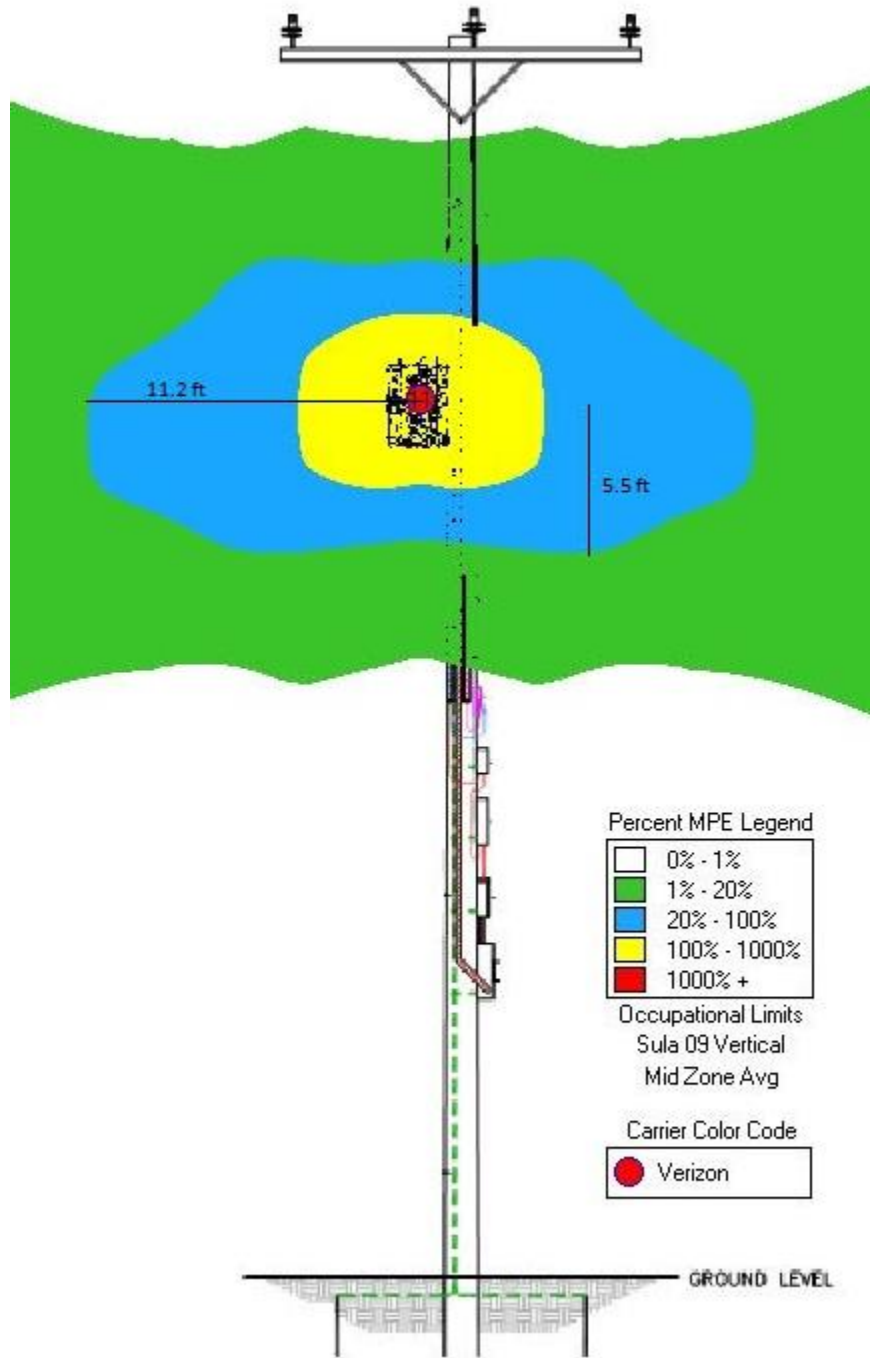 11.2 ft
5.5 ft
Percent MPE Legend
0% - 1%
1% - 20%
20% - 100%
100% - 1000%
1000% +
Occupational Limits
Sula 09 Vertical
Mid Zone Avg
Carrier Color Code
Verizon
GROUND LEVEL